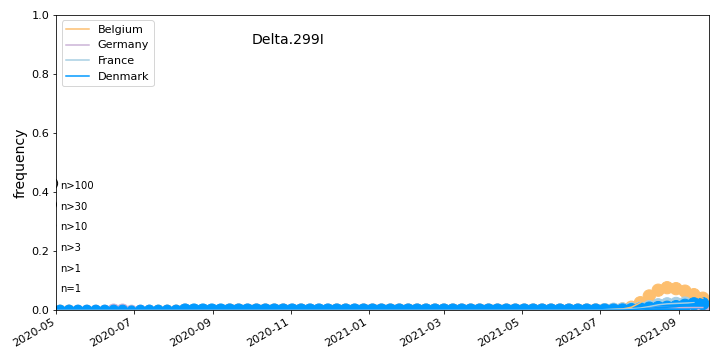 Delta.299I
Belgium
Germany
France
Denmark
frequency
1.0
0.8
0.6
0.4
0.2
0.0
n>100
n>30
n>10
n>3
n>1
n=1
2020-05
2020-07
2020-09
2020-11
2021-01
2021-03
2021-05
2021-07
2021-09